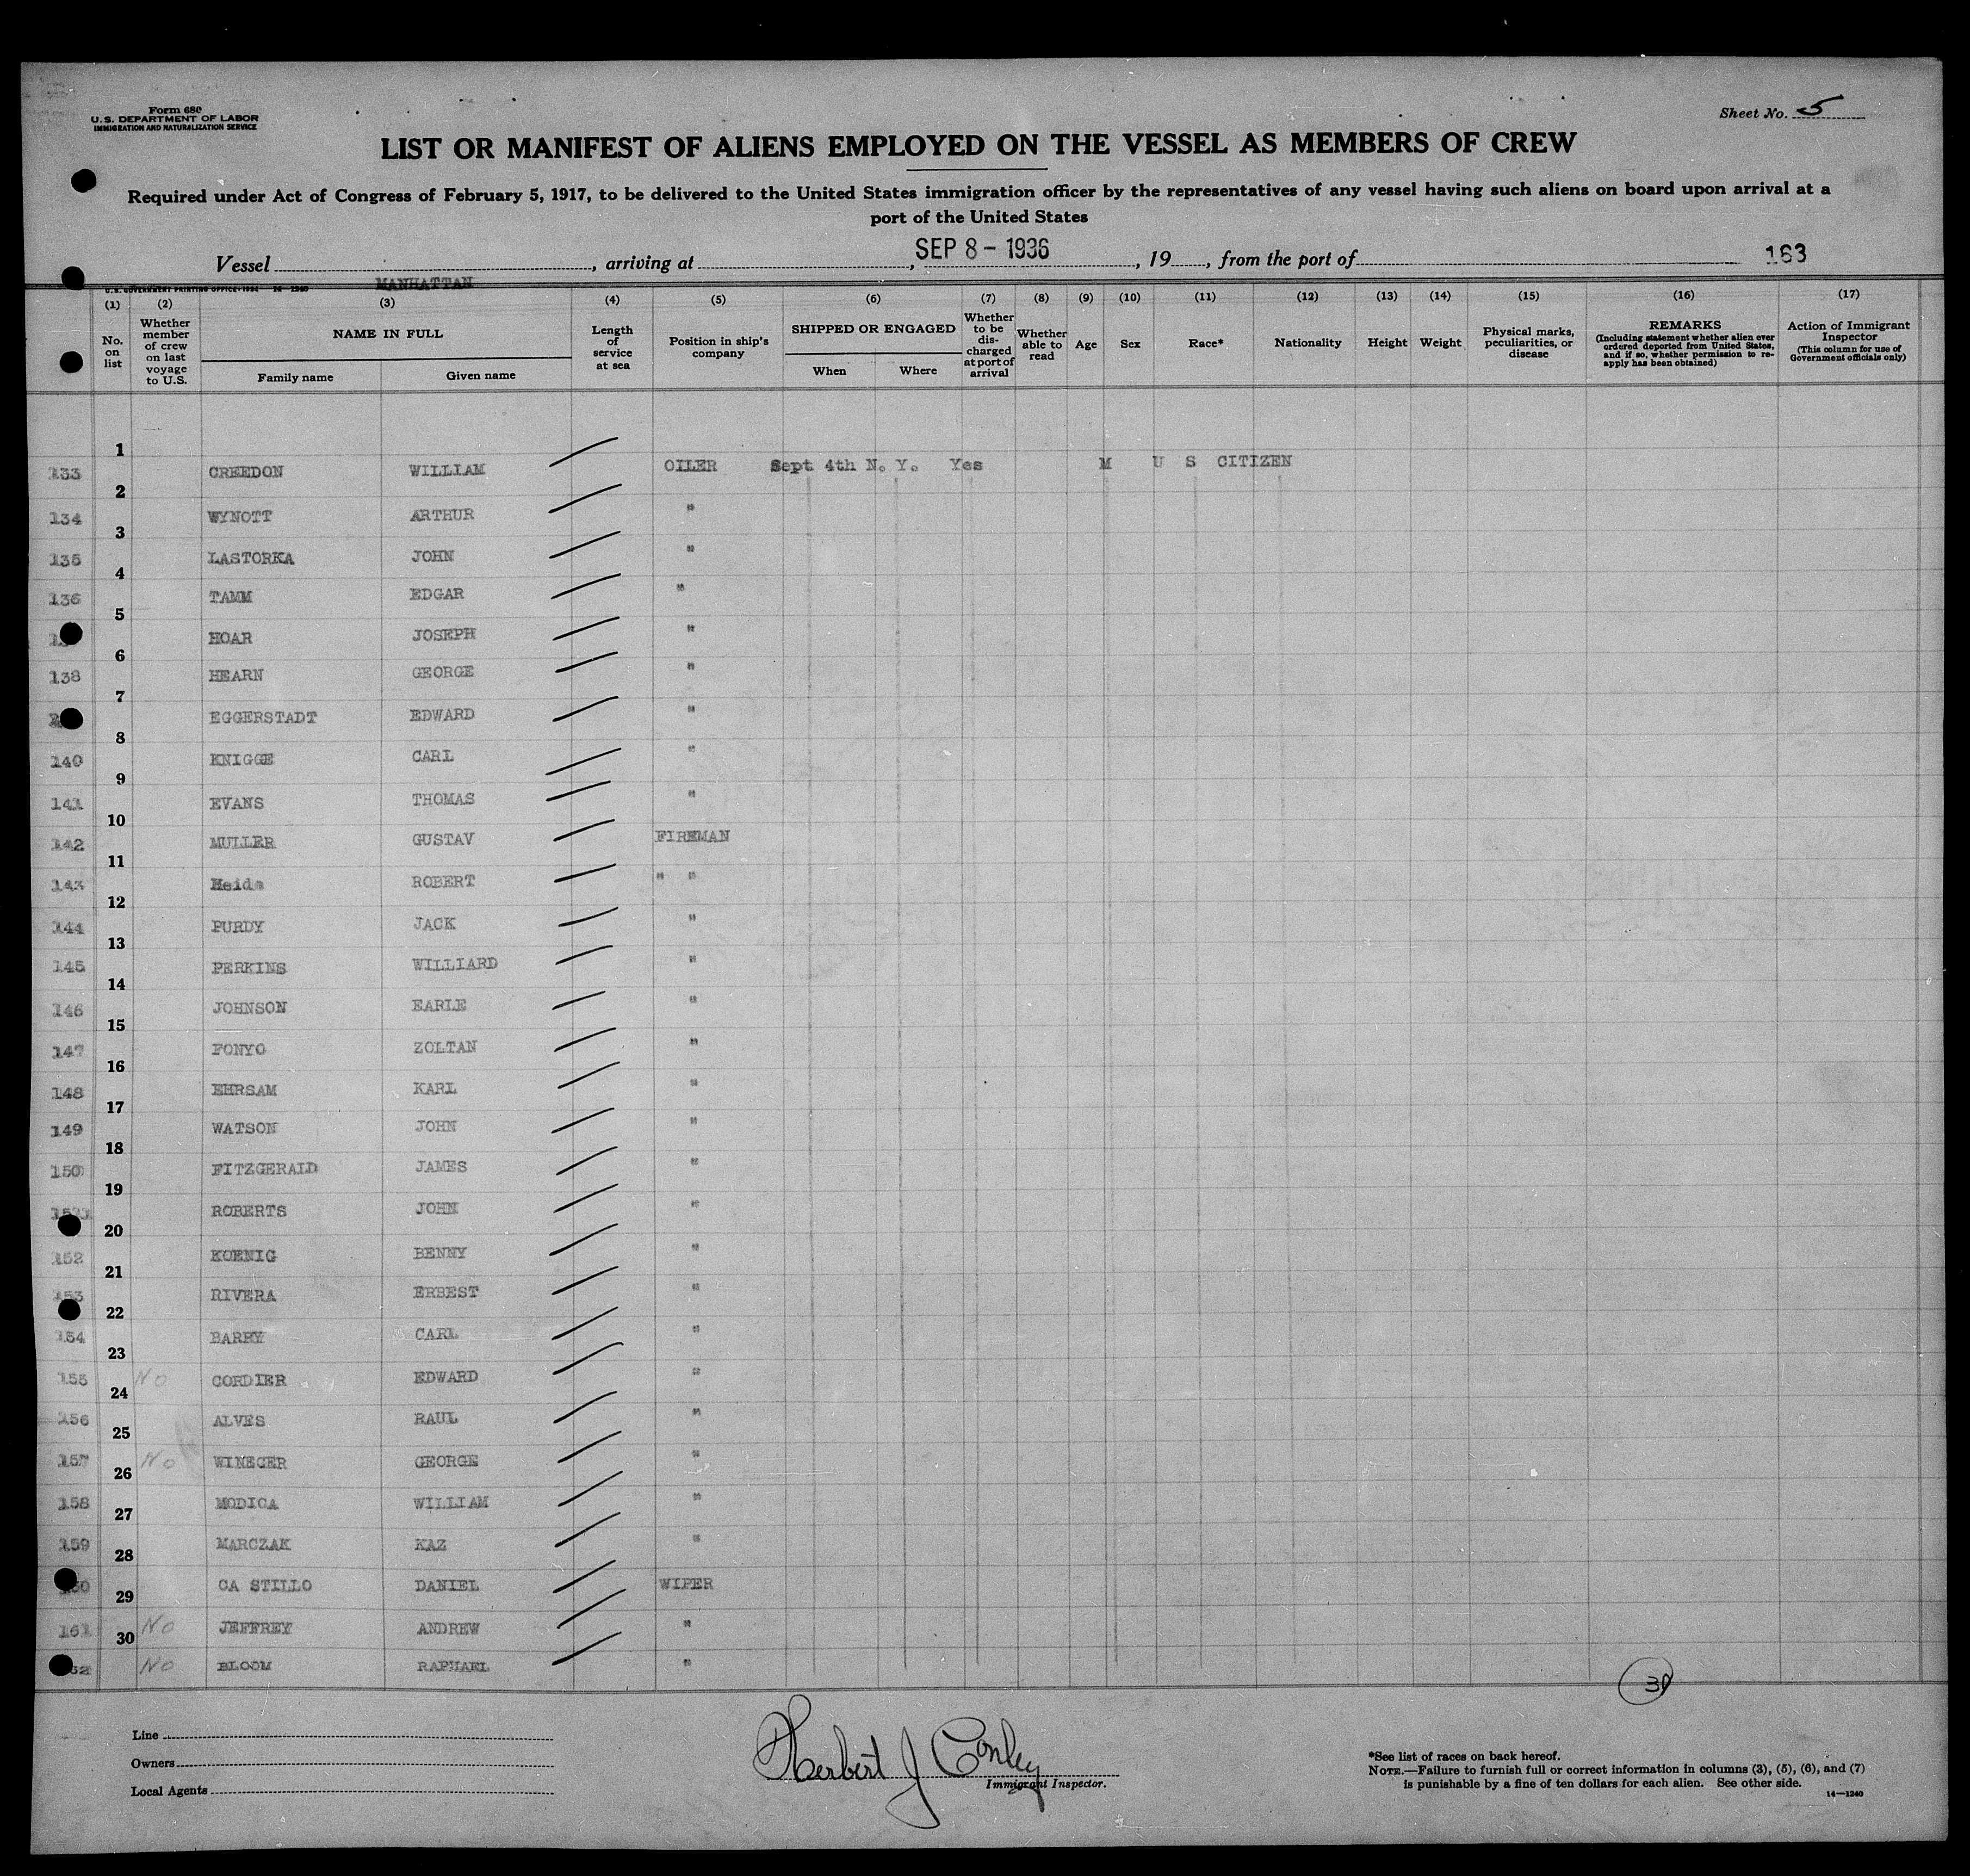 Form 680
U. S. DEPARTMENT OF LABOR
IMMIGRATION AND NATURALIZATION SERVICE
Sheet No. 5
LIST OR MANIFEST OF ALIENS EMPLOYED ON THE VESSEL AS MEMBERS OF CREW
Required under Act of Congress of February 5, 1917, to be delivered to the United States immigration officer by the representatives of any vessel having such aliens on board upon arrival at a
port of the United States
Vessel MANHATTAN, arriving at , SEP 8 - 1936, 19 , from the port of 163
U. S. GOVERNMENT PRINTING OFFICE: 1934 14—1240
(1) (2) (3) (4) (5) (6) (7) (8) (9) (10) (11) (12) (13) (14) (15) (16) (17)
No. on list
Whether member of crew on last voyage to U.S.
NAME IN FULL
Family name Given name
Length of service at sea
Position in ship's company
SHIPPED OR ENGAGED
When Where
Whether to be discharged at port of arrival
Whether able to read
Age
Sex
Race*
Nationality
Height
Weight
Physical marks, peculiarities, or disease
REMARKS
(Including statement whether alien ever ordered deported from United States, and if so, whether permission to reapply has been obtained)
Action of Immigrant Inspector
(This column for use of Government officials only)
133 1 CREEDON WILLIAM OILER Sept 4th N. Y. Yes M U S CITIZEN
134 2 WYNOTT ARTHUR "
135 3 LASTORKA JOHN "
136 4 TAMM EDGAR "
5 HOAR JOSEPH "
138 6 HEARN GEORGE "
7 EGGERSTADT EDWARD "
140 8 KNIGGE CARL "
141 9 EVANS THOMAS "
142 10 MULLER GUSTAV FIREMAN
143 11 Heida ROBERT " "
144 12 PURDY JACK "
145 13 PERKINS WILLIARD "
146 14 JOHNSON EARLE "
147 15 FONYO ZOLTAN "
148 16 EHRSAM KARL "
149 17 WATSON JOHN "
150 18 FITZGERALD JAMES "
19 ROBERTS JOHN "
152 20 KOENIG BENNY "
153 21 RIVERA ERBEST "
154 22 BARRY CARL "
155 23 No CORDIER EDWARD "
156 24 ALVES RAUL "
157 25 No WINEGER GEORGE "
158 26 MODICA WILLIAM "
159 27 MARCZAK KAZ "
28 CA STILLO DANIEL WIPER
161 29 No JEFFREY ANDREW "
30 No BLOOM RAPHAEL "
30
Line
Owners
Local Agents
Herbert J Conley
Immigrant Inspector.
*See list of races on back hereof.
NOTE.—Failure to furnish full or correct information in columns (3), (5), (6), and (7)
is punishable by a fine of ten dollars for each alien. See other side.
14—1240